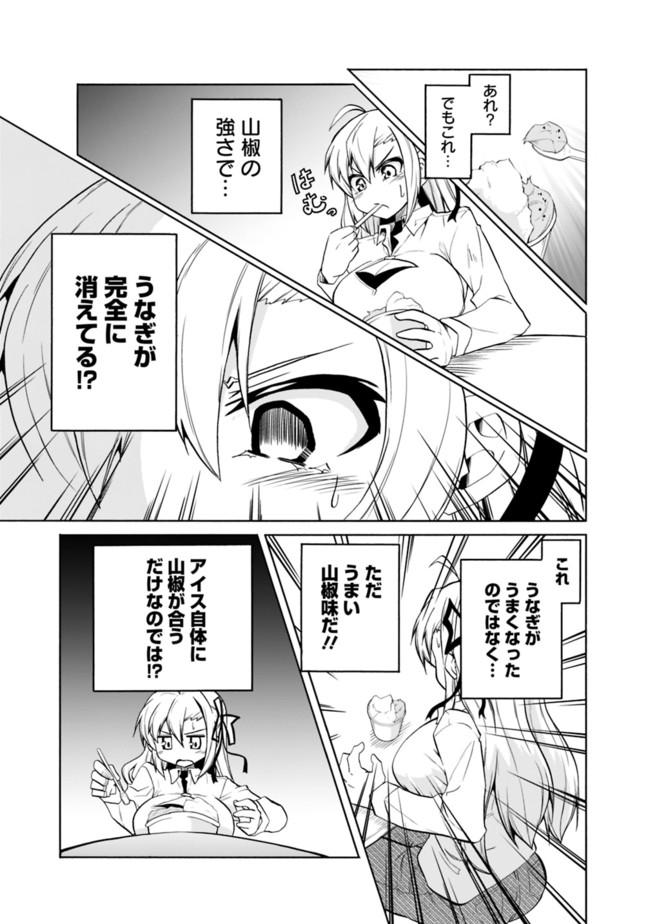 あれ？
でもこれ…
はむっ
山椒の
強さで…
うなぎが
完全に
消えてる!?
これ
うなぎが
うまくなった
のではなく…
ただ
うまい
山椒味だ!!
アイス自体に
山椒が合う
だけなのでは!?